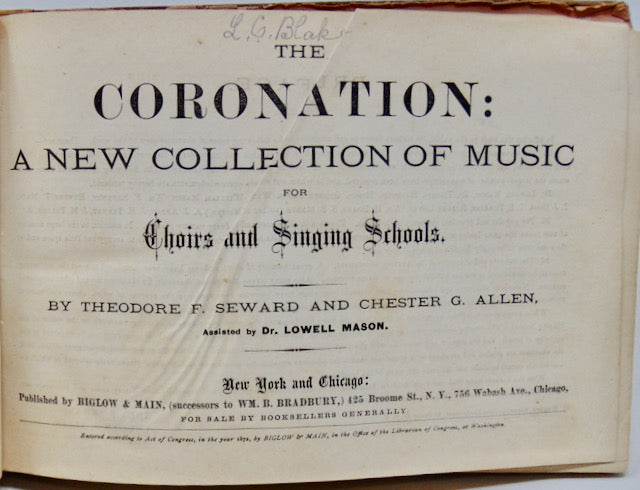 L. C. Blak
THE
CORONATION:
A NEW COLLECTION OF MUSIC
FOR
Choirs and Singing Schools.
BY THEODORE F. SEWARD AND CHESTER G. ALLEN,
Assisted by Dr. LOWELL MASON.
New York and Chicago:
Published by BIGLOW & MAIN, (successors to WM. B. BRADBURY,) 425 Broome St., N. Y., 756 Wabash Ave., Chicago,
FOR SALE BY BOOKSELLERS GENERALLY
Entered according to Act of Congress, in the year 1872, by BIGLOW & MAIN, in the Office of the Librarian of Congress, at Washington.